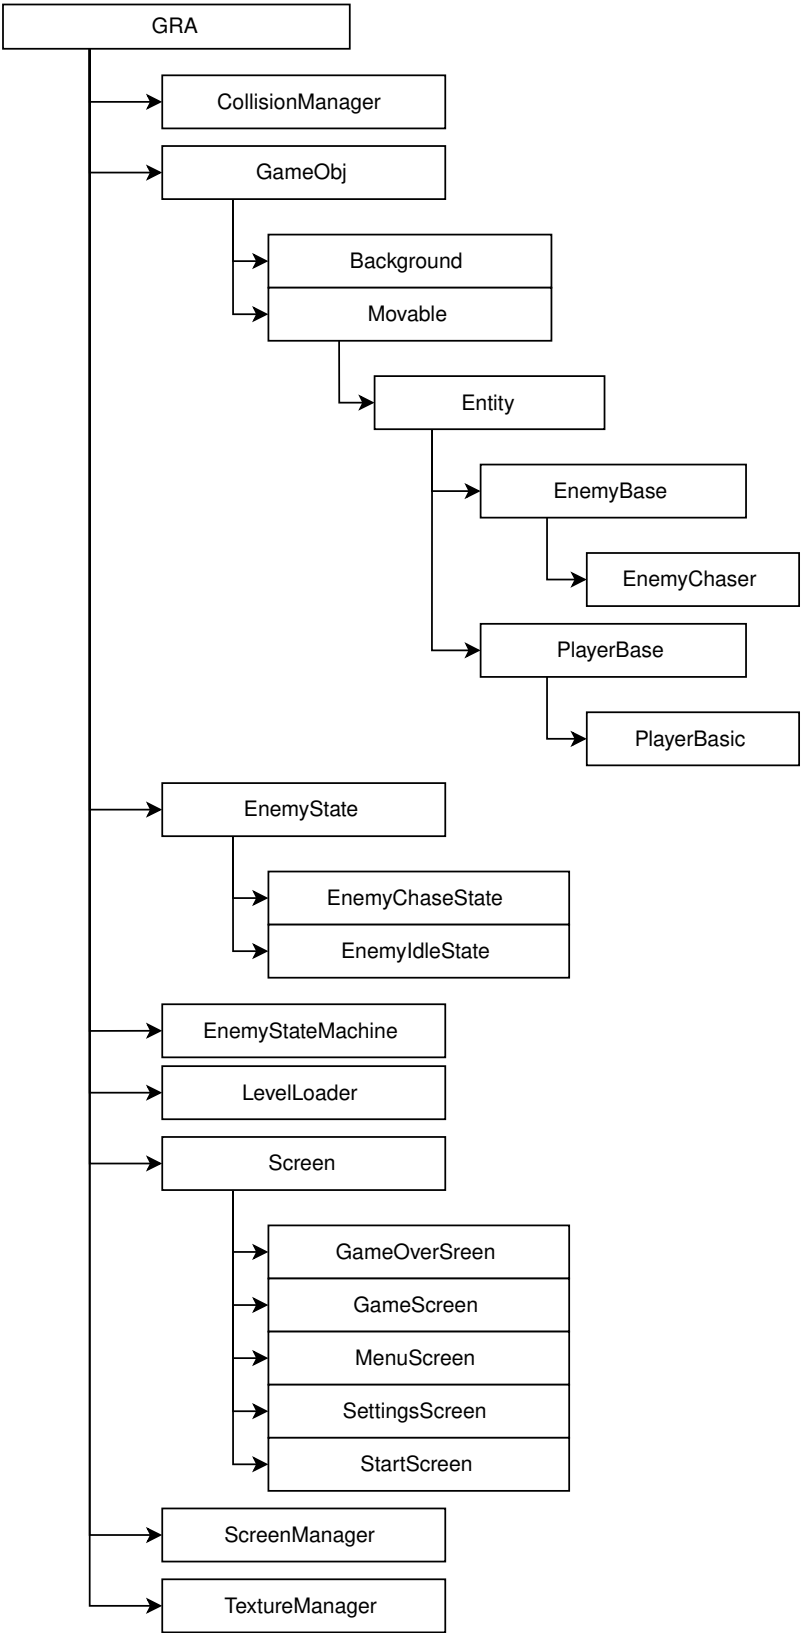 GRA
CollisionManager
GameObj
Background
Movable
Entity
EnemyBase
EnemyChaser
PlayerBase
PlayerBasic
EnemyState
EnemyChaseState
EnemyIdleState
EnemyStateMachine
LevelLoader
Screen
GameOverSreen
GameScreen
MenuScreen
SettingsScreen
StartScreen
ScreenManager
TextureManager